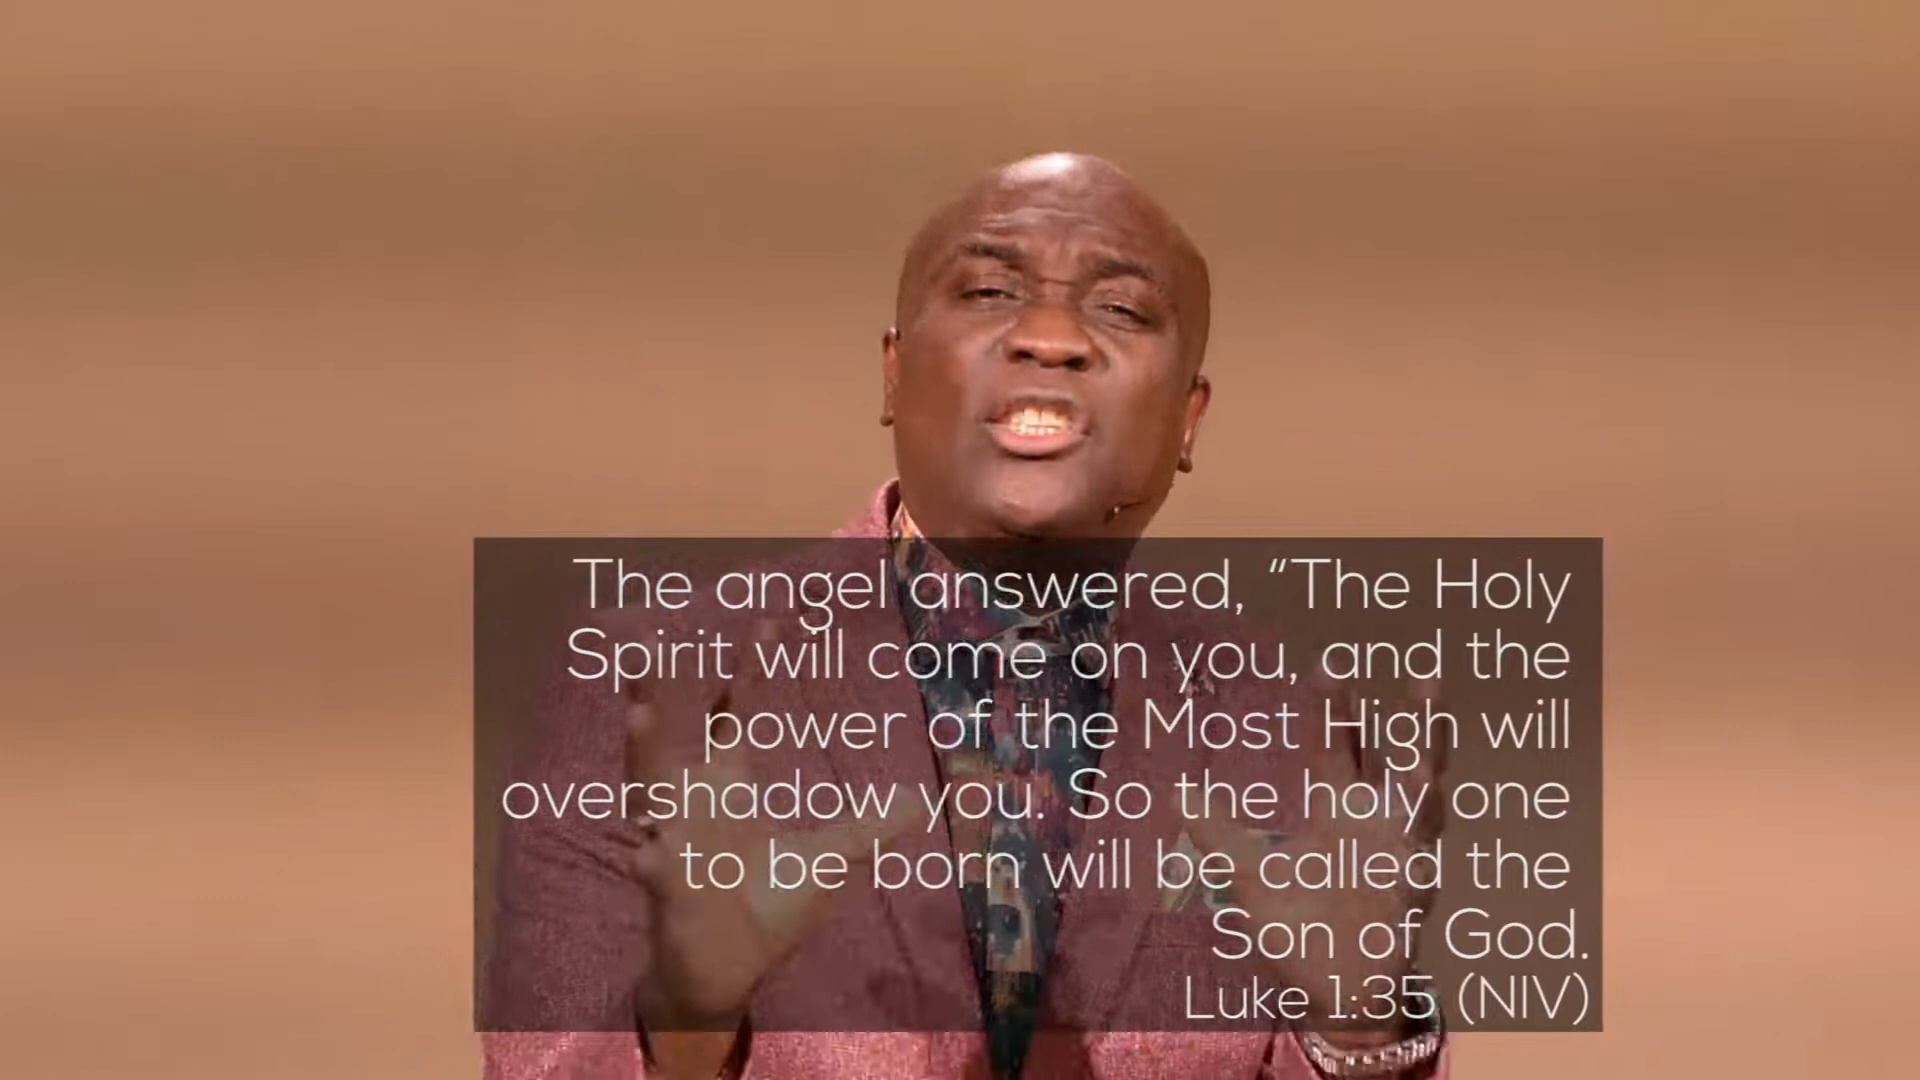 The angel answered, “The Holy
Spirit will come on you, and the
power of the Most High will
overshadow you. So the holy one
to be born will be called the
Son of God.
Luke 1:35 (NIV)